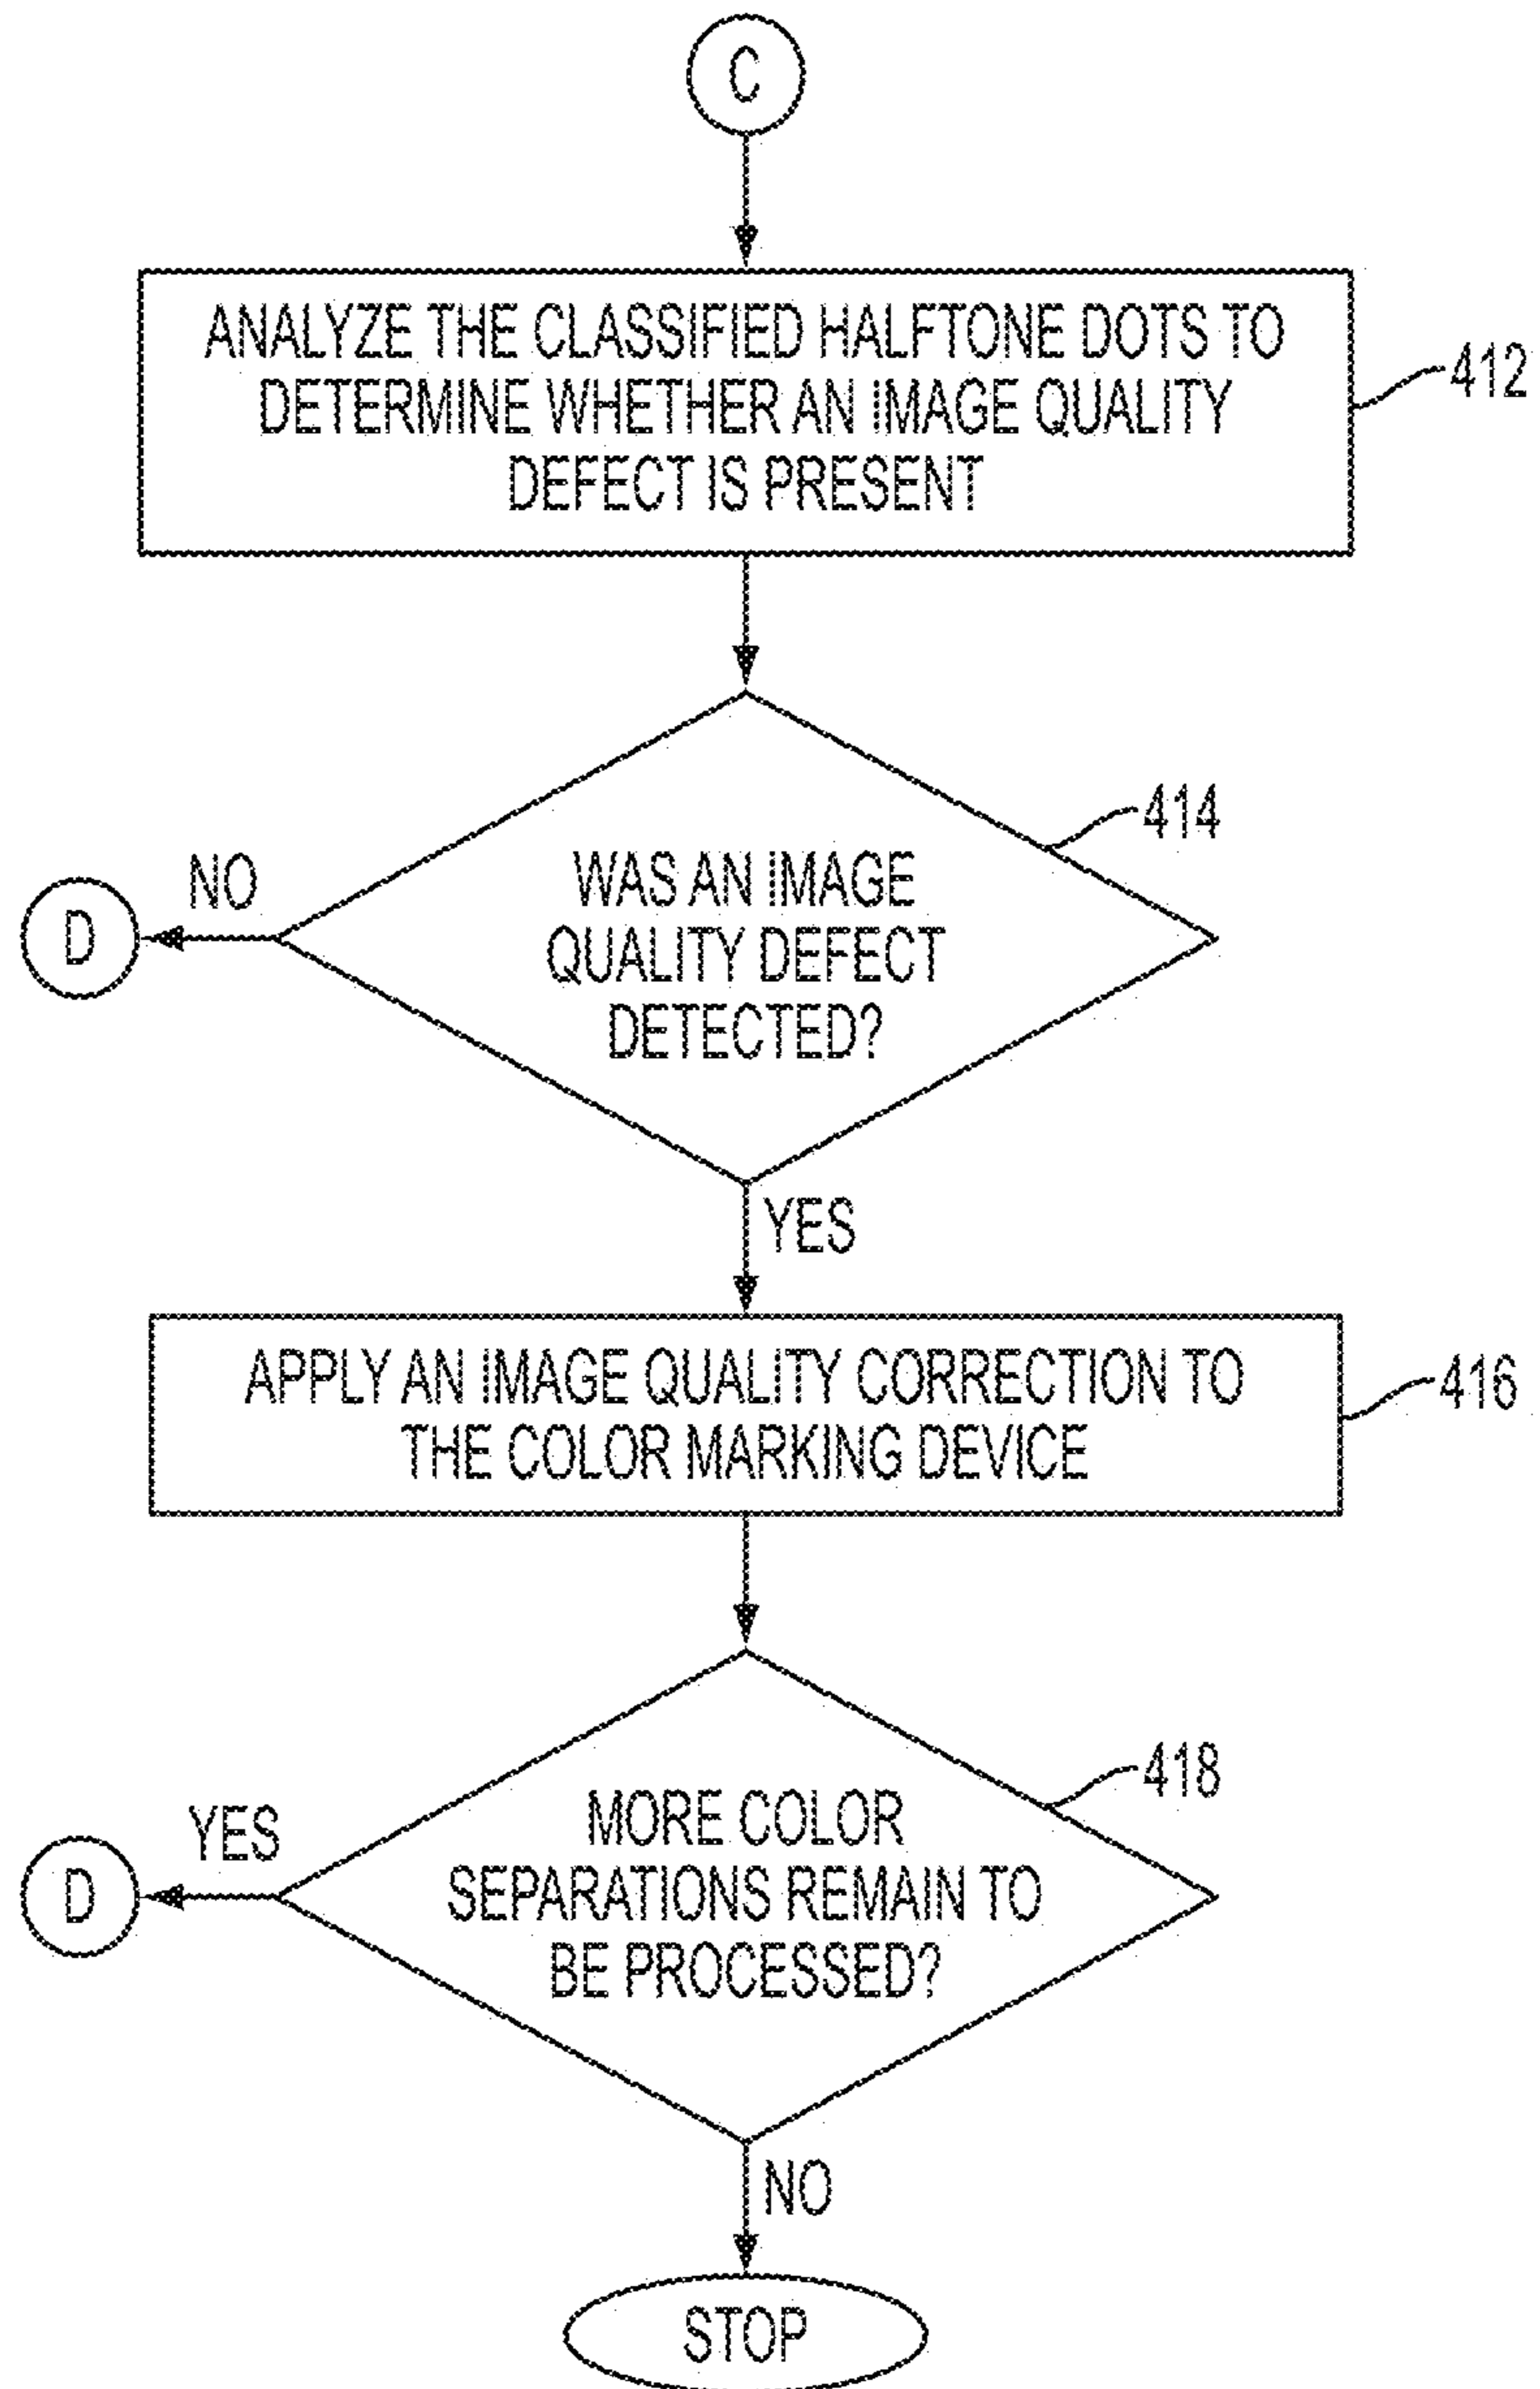 C
ANALYZE THE CLASSIFIED HALFTONE DOTS TO
DETERMINE WHETHER AN IMAGE QUALITY
DEFECT IS PRESENT
412
414
WAS AN IMAGE
QUALITY DEFECT
DETECTED?
NO
D
YES
APPLY AN IMAGE QUALITY CORRECTION TO
THE COLOR MARKING DEVICE
416
418
MORE COLOR
SEPARATIONS REMAIN TO
BE PROCESSED?
YES
D
NO
STOP